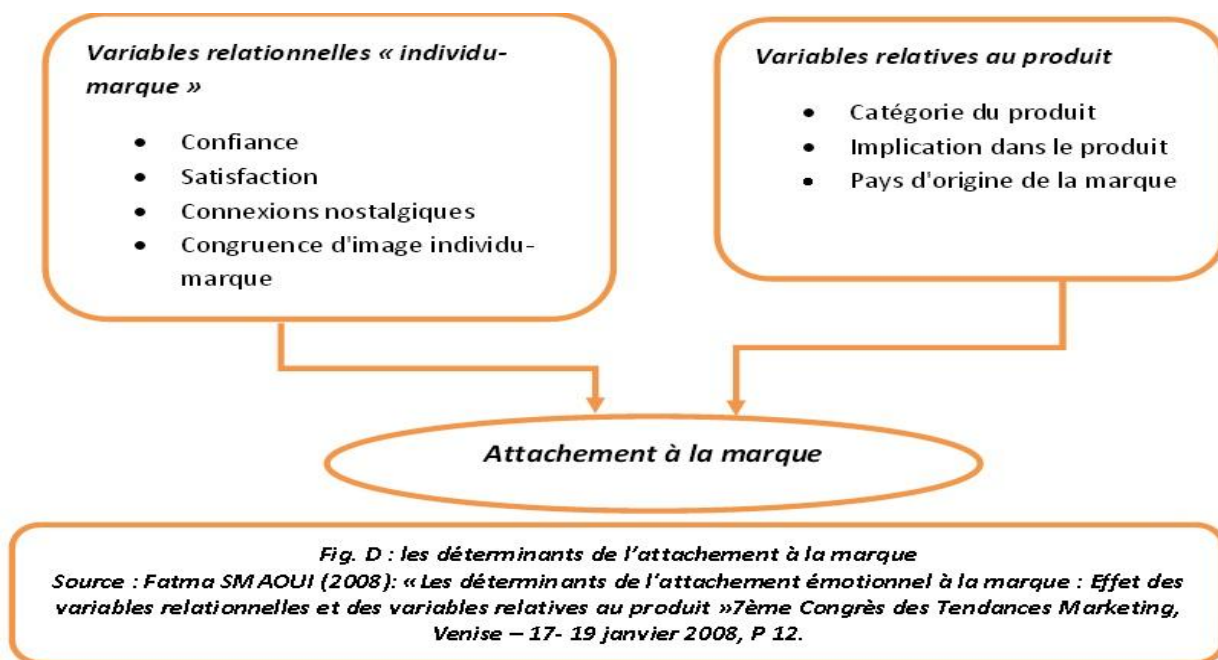 Variables relationnelles « individu-
marque »
• Confiance
• Satisfaction
• Connexions nostalgiques
• Congruence d'image individu-
marque
Variables relatives au produit
• Catégorie du produit
• Implication dans le produit
• Pays d'origine de la marque
Attachement à la marque
Fig. D : les déterminants de l'attachement à la marque
Source : Fatma SMAOUI (2008): « Les déterminants de l'attachement émotionnel à la marque : Effet des
variables relationnelles et des variables relatives au produit »7ème Congrès des Tendances Marketing,
Venise – 17- 19 janvier 2008, P 12.